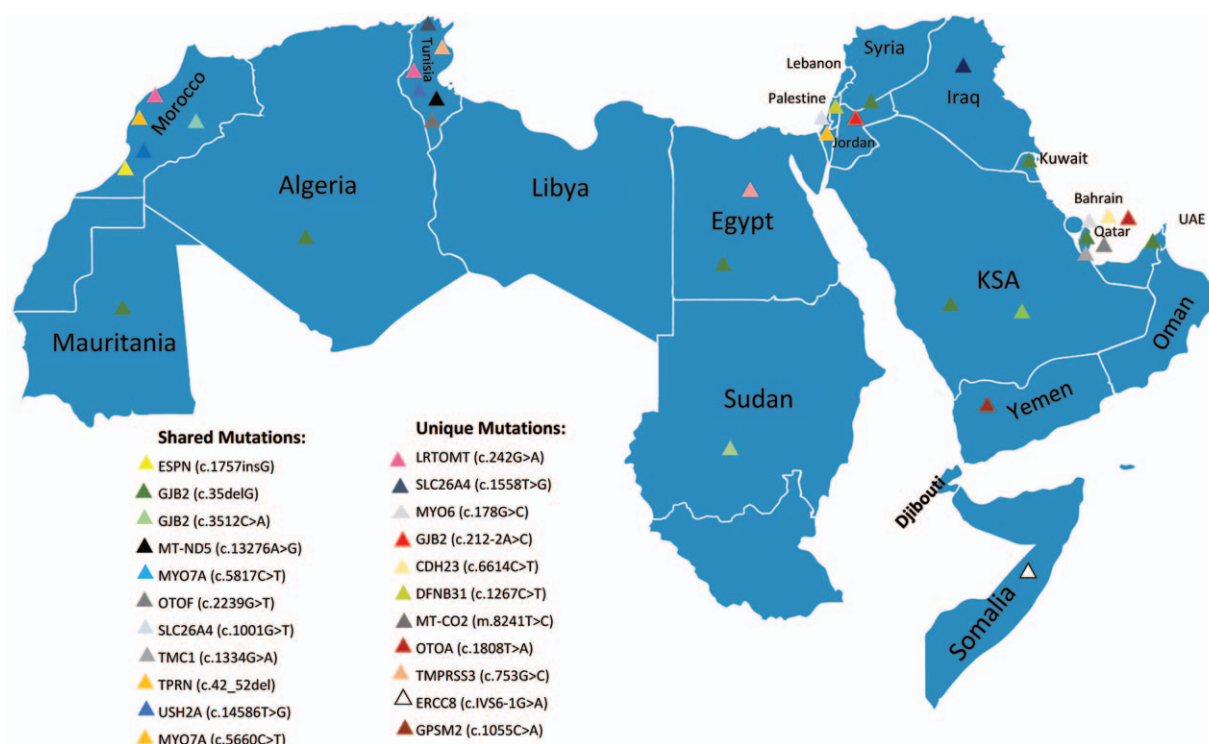 Tunisia
Syria
Lebanon
Iraq
Morocco
Palestine
Jordan
Kuwait
Algeria
Libya
Egypt
Bahrain
Qatar
UAE
KSA
Mauritania
Oman
Sudan
Yemen
Djibouti
Somalia
Shared Mutations:
ESPN (c.1757insG)
GJB2 (c.35delG)
GJB2 (c.3512C>A)
MT-ND5 (c.13276A>G)
MYO7A (c.5817C>T)
OTOF (c.2239G>T)
SLC26A4 (c.1001G>T)
TMC1 (c.1334G>A)
TPRN (c.42_52del)
USH2A (c.14586T>G)
MYO7A (c.5660C>T)
Unique Mutations:
LRTOMT (c.242G>A)
SLC26A4 (c.1558T>G)
MYO6 (c.178G>C)
GJB2 (c.212-2A>C)
CDH23 (c.6614C>T)
DFNB31 (c.1267C>T)
MT-CO2 (m.8241T>C)
OTOA (c.1808T>A)
TMPRSS3 (c.753G>C)
ERCC8 (c.IVS6-1G>A)
GPSM2 (c.1055C>A)